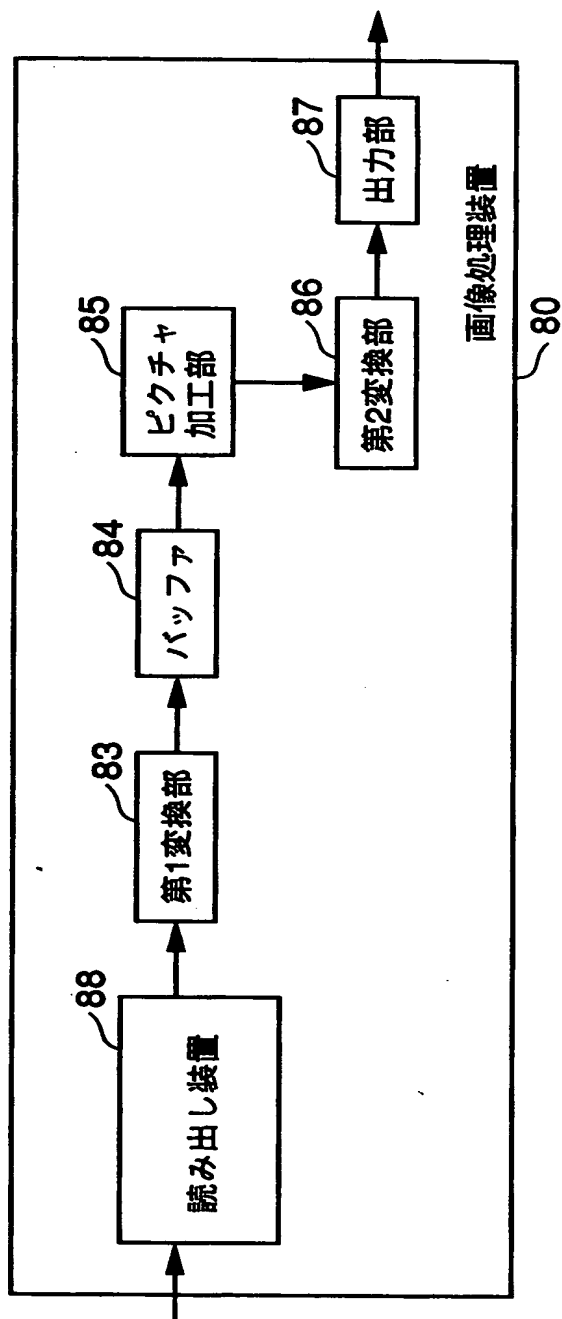 88
読み出し装置
83
第1変換部
84
バッファ
85
ピクチャ
加工部
86
第2変換部
87
出力部
画像処理装置
80